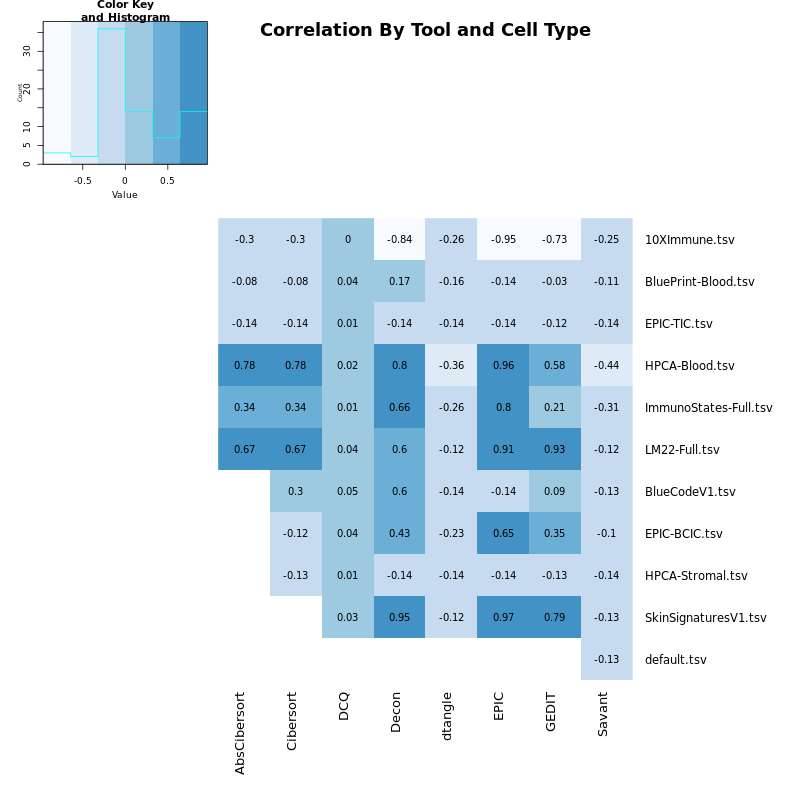 Color Key
and Histogram
Correlation By Tool and Cell Type
Count
0 5 10 20 30
-0.5 0 0.5
Value
-0.3 -0.3 0 -0.84 -0.26 -0.95 -0.73 -0.25 10XImmune.tsv
-0.08 -0.08 0.04 0.17 -0.16 -0.14 -0.03 -0.11 BluePrint-Blood.tsv
-0.14 -0.14 0.01 -0.14 -0.14 -0.14 -0.12 -0.14 EPIC-TIC.tsv
0.78 0.78 0.02 0.8 -0.36 0.96 0.58 -0.44 HPCA-Blood.tsv
0.34 0.34 0.01 0.66 -0.26 0.8 0.21 -0.31 ImmunoStates-Full.tsv
0.67 0.67 0.04 0.6 -0.12 0.91 0.93 -0.12 LM22-Full.tsv
0.3 0.05 0.6 -0.14 -0.14 0.09 -0.13 BlueCodeV1.tsv
-0.12 0.04 0.43 -0.23 0.65 0.35 -0.1 EPIC-BCIC.tsv
-0.13 0.01 -0.14 -0.14 -0.14 -0.13 -0.14 HPCA-Stromal.tsv
0.03 0.95 -0.12 0.97 0.79 -0.13 SkinSignaturesV1.tsv
-0.13 default.tsv
AbsCibersort Cibersort DCQ Decon dtangle EPIC GEDIT Savant